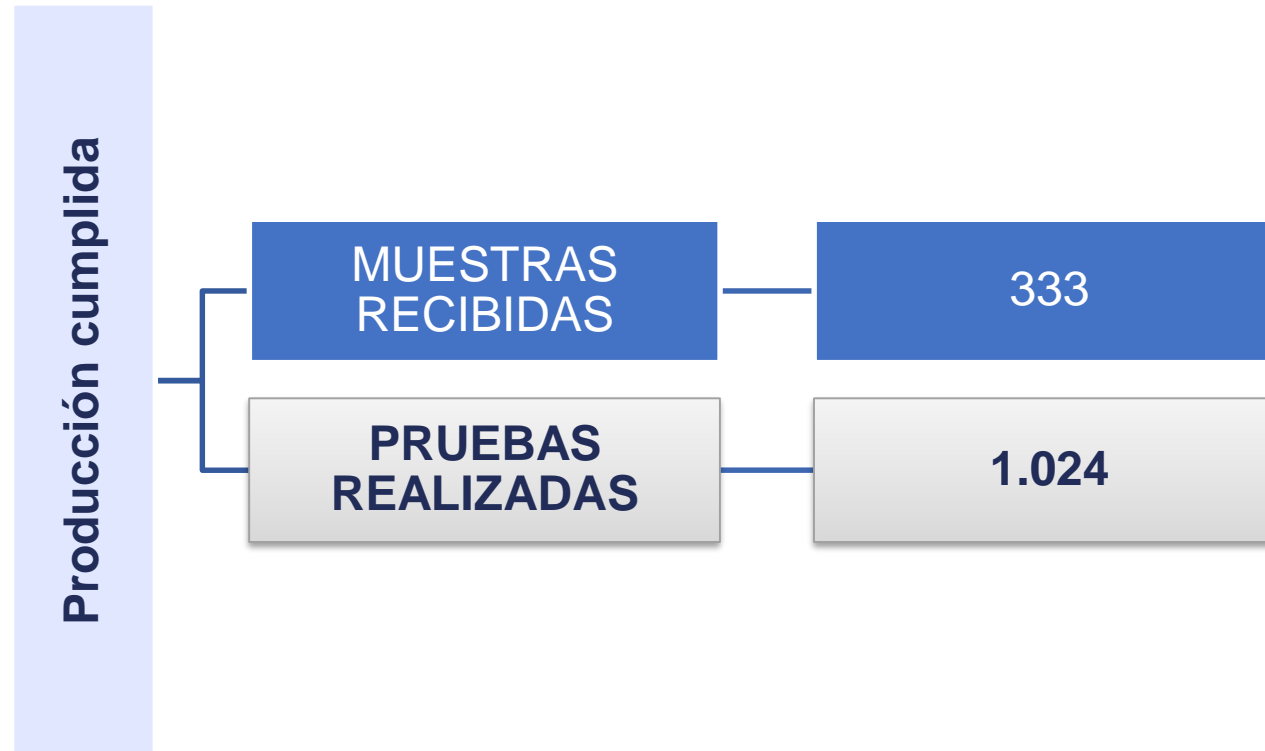 Producción cumplida
MUESTRAS
RECIBIDAS
333
PRUEBAS
REALIZADAS
1.024